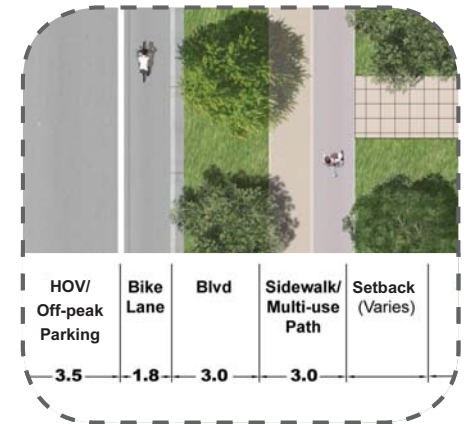 HOV/
Off-peak
Parking
Bike
Lane
Blvd
Sidewalk/
Multi-use
Path
Setback
(Varies)
3.5
1.8
3.0
3.0